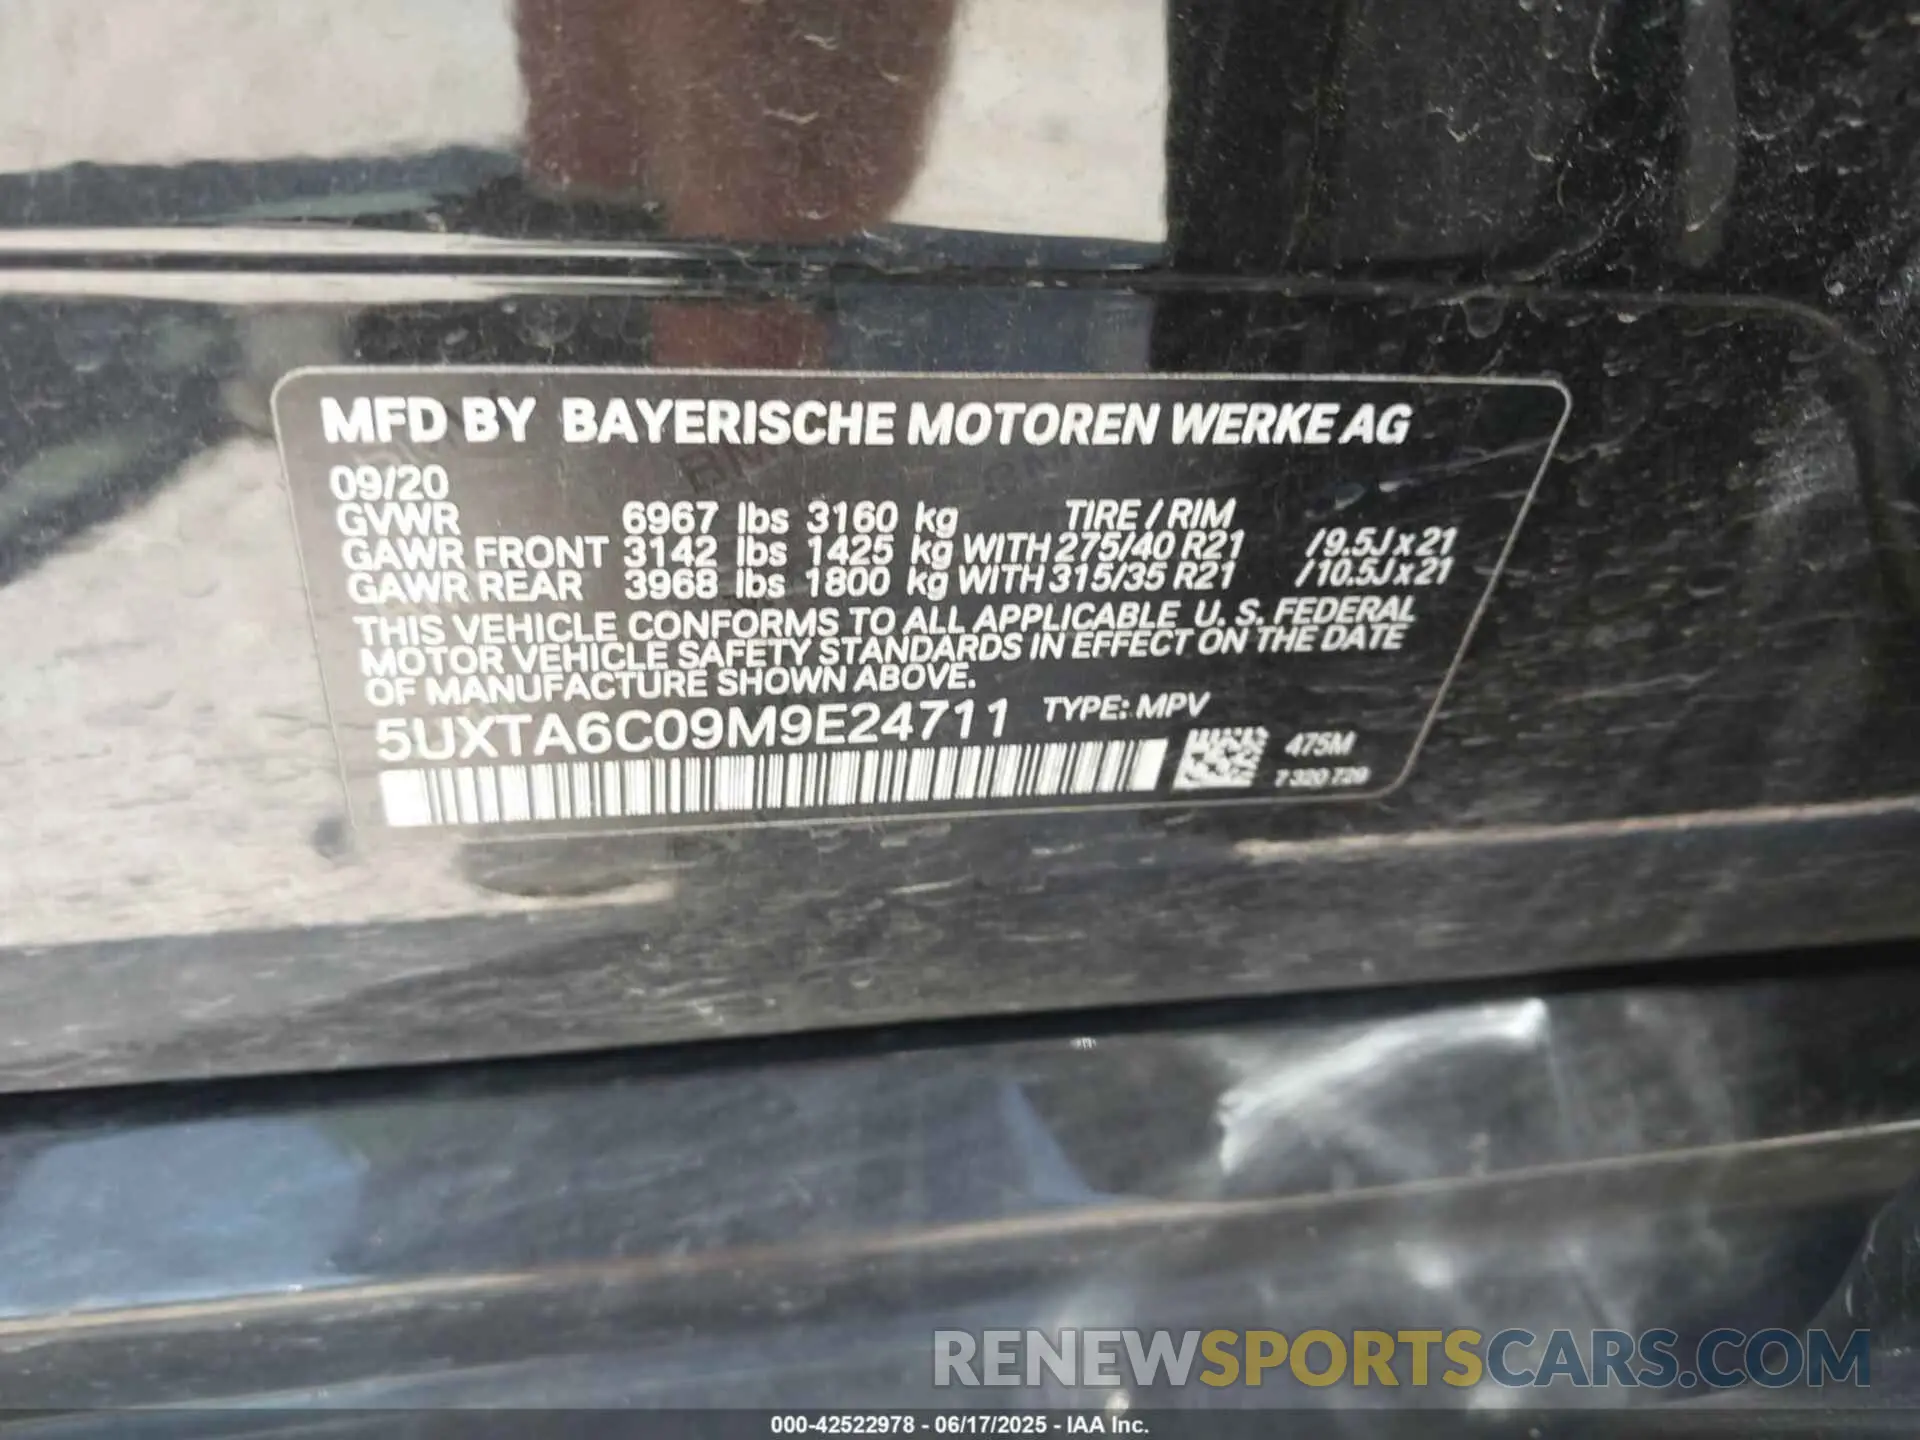 MFD BY BAYERISCHE MOTOREN WERKE AG
09/20
GVWR 6967 lbs 3160 kg TIRE / RIM
GAWR FRONT 3142 lbs 1425 kg WITH 275/40 R21 /9.5J x 21
GAWR REAR 3968 lbs 1800 kg WITH 315/35 R21 /10.5J x 21
THIS VEHICLE CONFORMS TO ALL APPLICABLE U. S. FEDERAL
MOTOR VEHICLE SAFETY STANDARDS IN EFFECT ON THE DATE
OF MANUFACTURE SHOWN ABOVE.
5UXTA6C09M9E24711 TYPE: MPV
475M
7 320 729
RENEWSPORTSCARS.COM
000-42522978 - 06/17/2025 - IAA Inc.